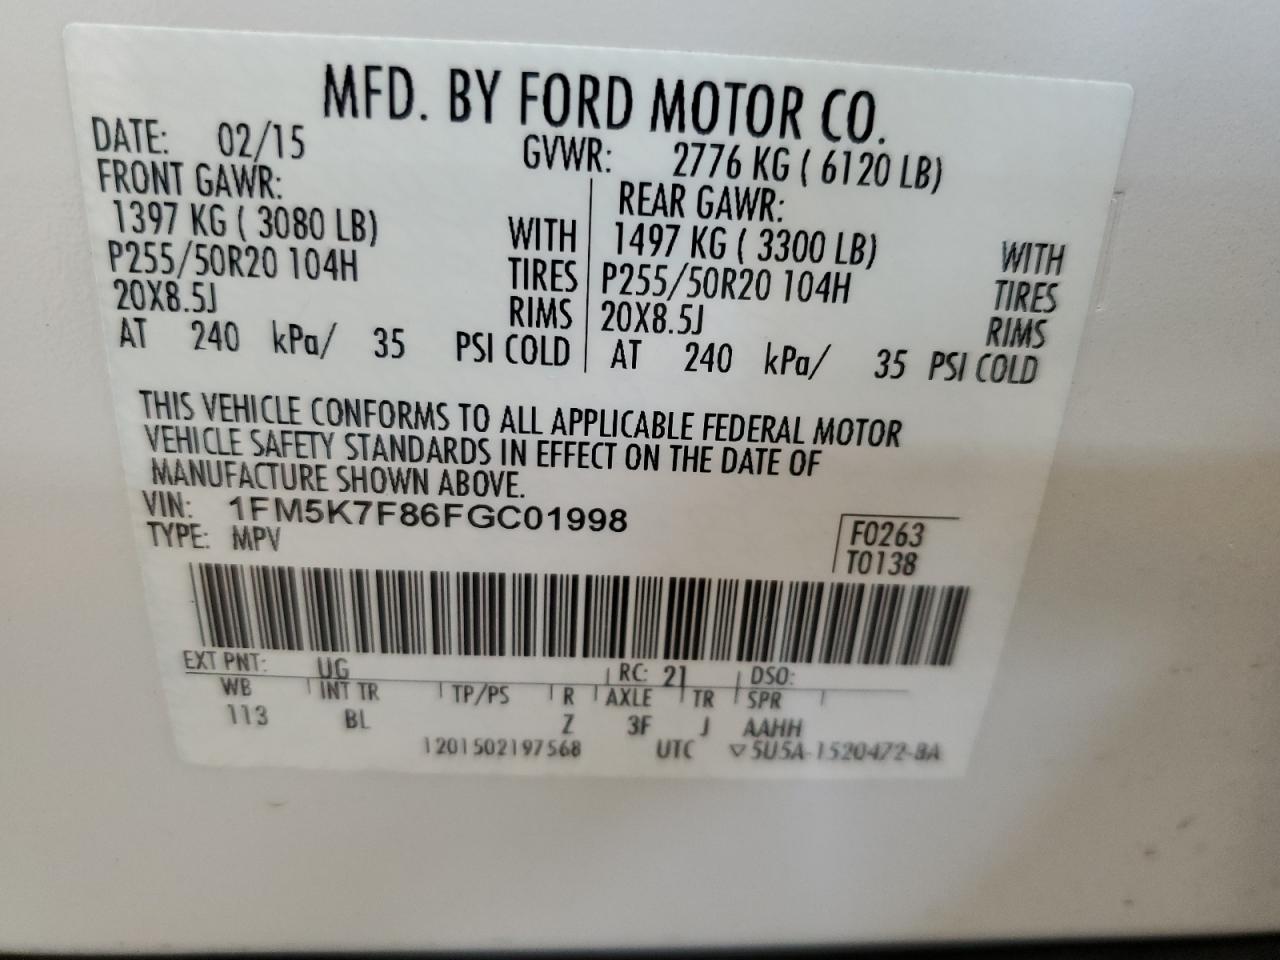 MFD. BY FORD MOTOR CO.
DATE: 02/15 GVWR: 2776 KG ( 6120 LB)
FRONT GAWR: REAR GAWR:
1397 KG ( 3080 LB) WITH 1497 KG ( 3300 LB) WITH
P255/50R20 104H TIRES P255/50R20 104H TIRES
20X8.5J RIMS 20X8.5J RIMS
AT 240 kPa/ 35 PSI COLD AT 240 kPa/ 35 PSI COLD
THIS VEHICLE CONFORMS TO ALL APPLICABLE FEDERAL MOTOR
VEHICLE SAFETY STANDARDS IN EFFECT ON THE DATE OF
MANUFACTURE SHOWN ABOVE.
VIN: 1FM5K7F86FGC01998
TYPE: MPV
F0263
T0138
EXT PNT: UG RC: 21 DSO:
WB INT TR TP/PS R AXLE TR SPR
113 BL Z 3F J AAHH
1201502197568 UTC ▽5U5A-1520472-BA